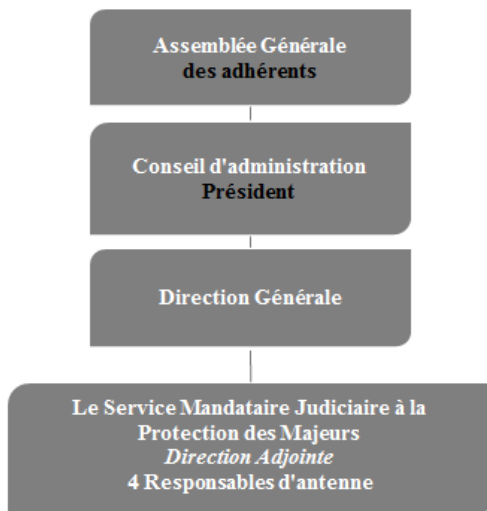 Assemblée Générale
des adhérents
Conseil d'administration
Président
Direction Générale
Le Service Mandataire Judiciaire à la
Protection des Majeurs
Direction Adjointe
4 Responsables d'antenne